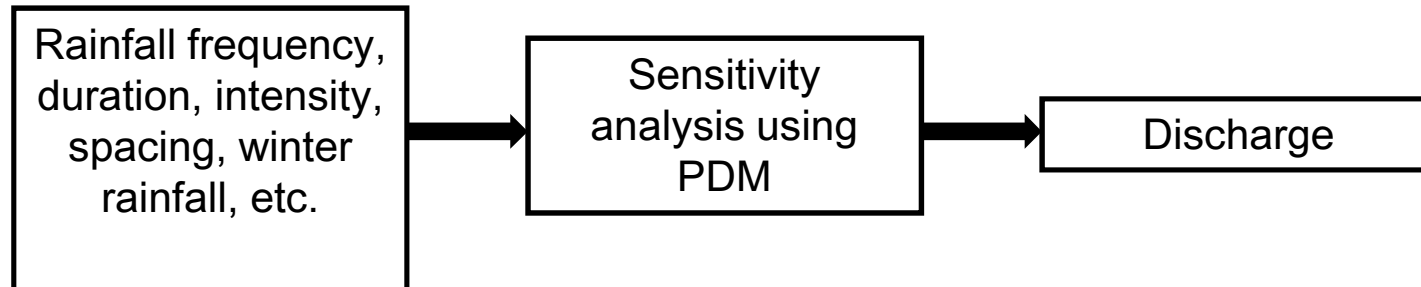 Rainfall frequency,
duration, intensity,
spacing, winter
rainfall, etc.
Sensitivity
analysis using
PDM
Discharge